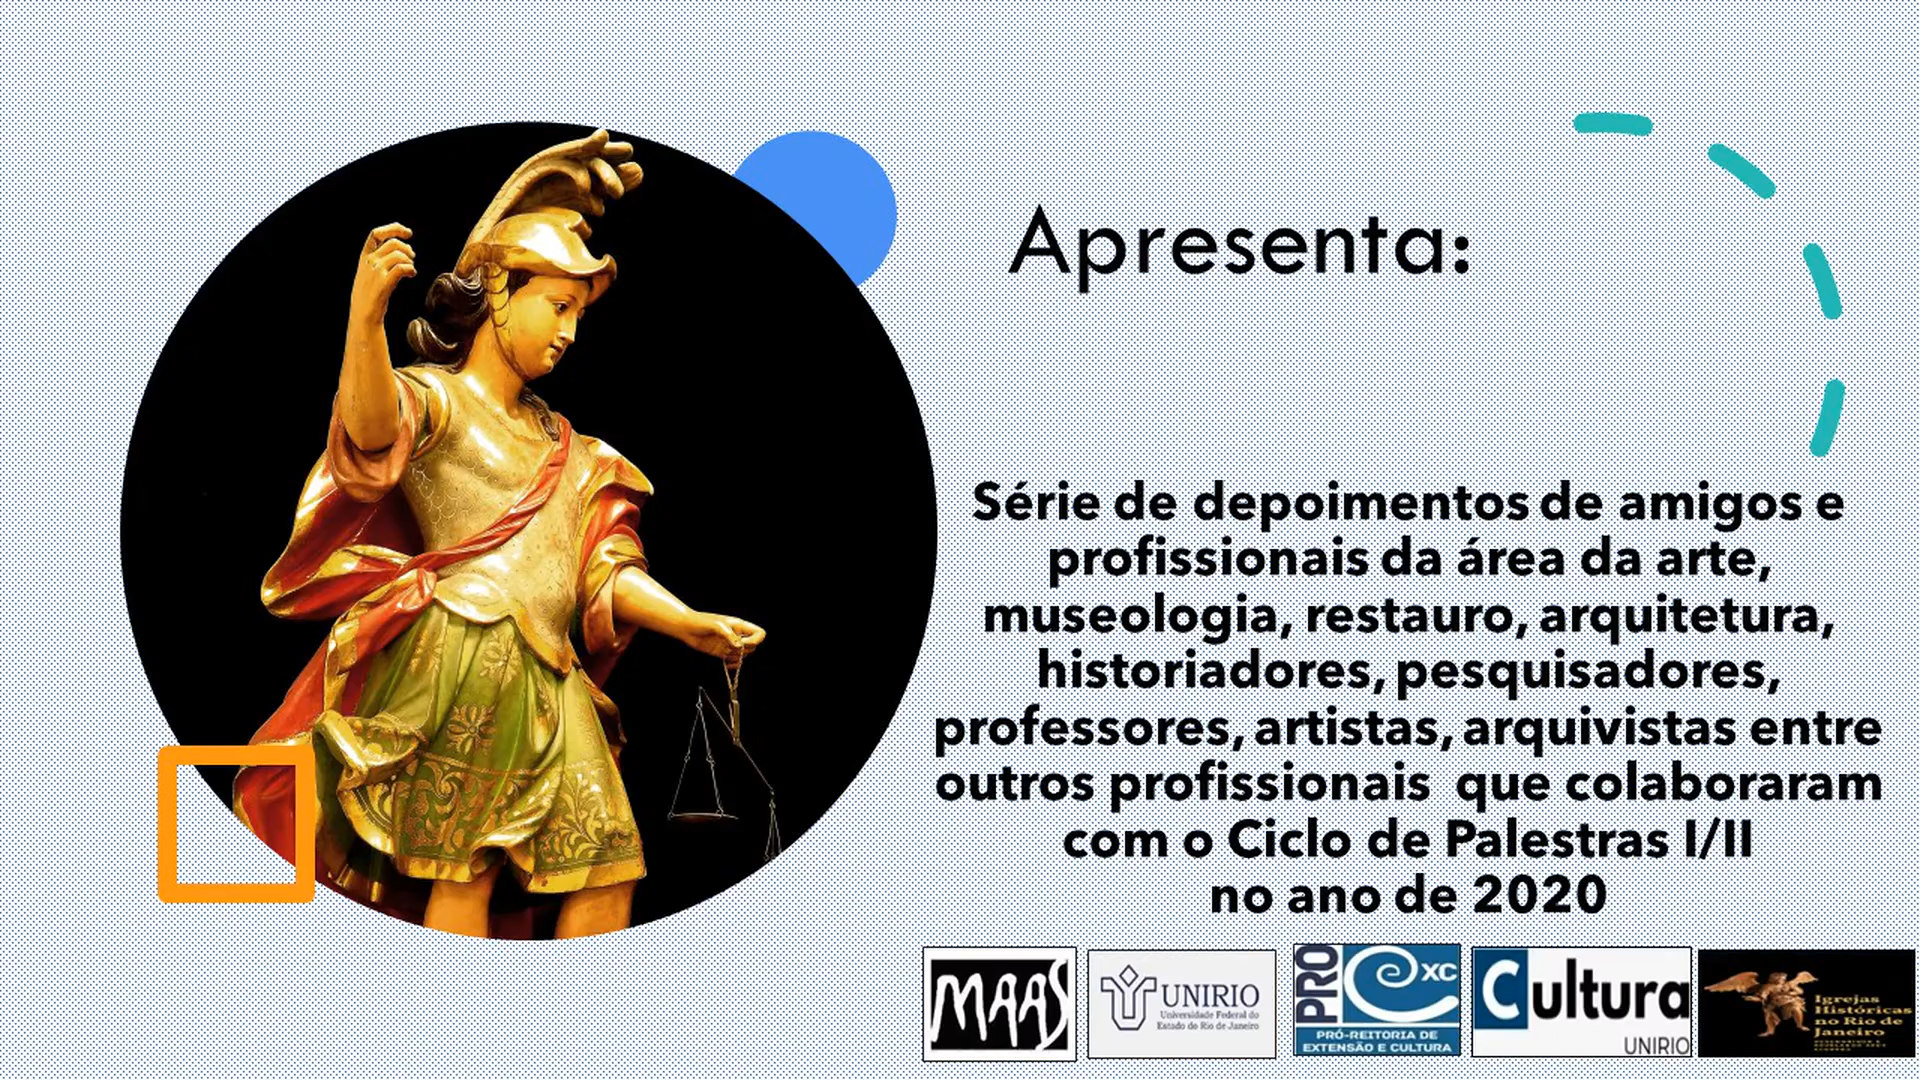 Apresenta:
Série de depoimentos de amigos e
profissionais da área da arte,
museologia, restauro, arquitetura,
historiadores, pesquisadores,
professores, artistas, arquivistas entre
outros profissionais que colaboraram
com o Ciclo de Palestras I/II
no ano de 2020
MAAS
UNIRIO
Universidade Federal do
Estado do Rio de Janeiro
PRO
EXC
PRÓ-REITORIA DE
EXTENSÃO E CULTURA
Cultura
UNIRIO
Igrejas
Históricas
no Rio de
Janeiro